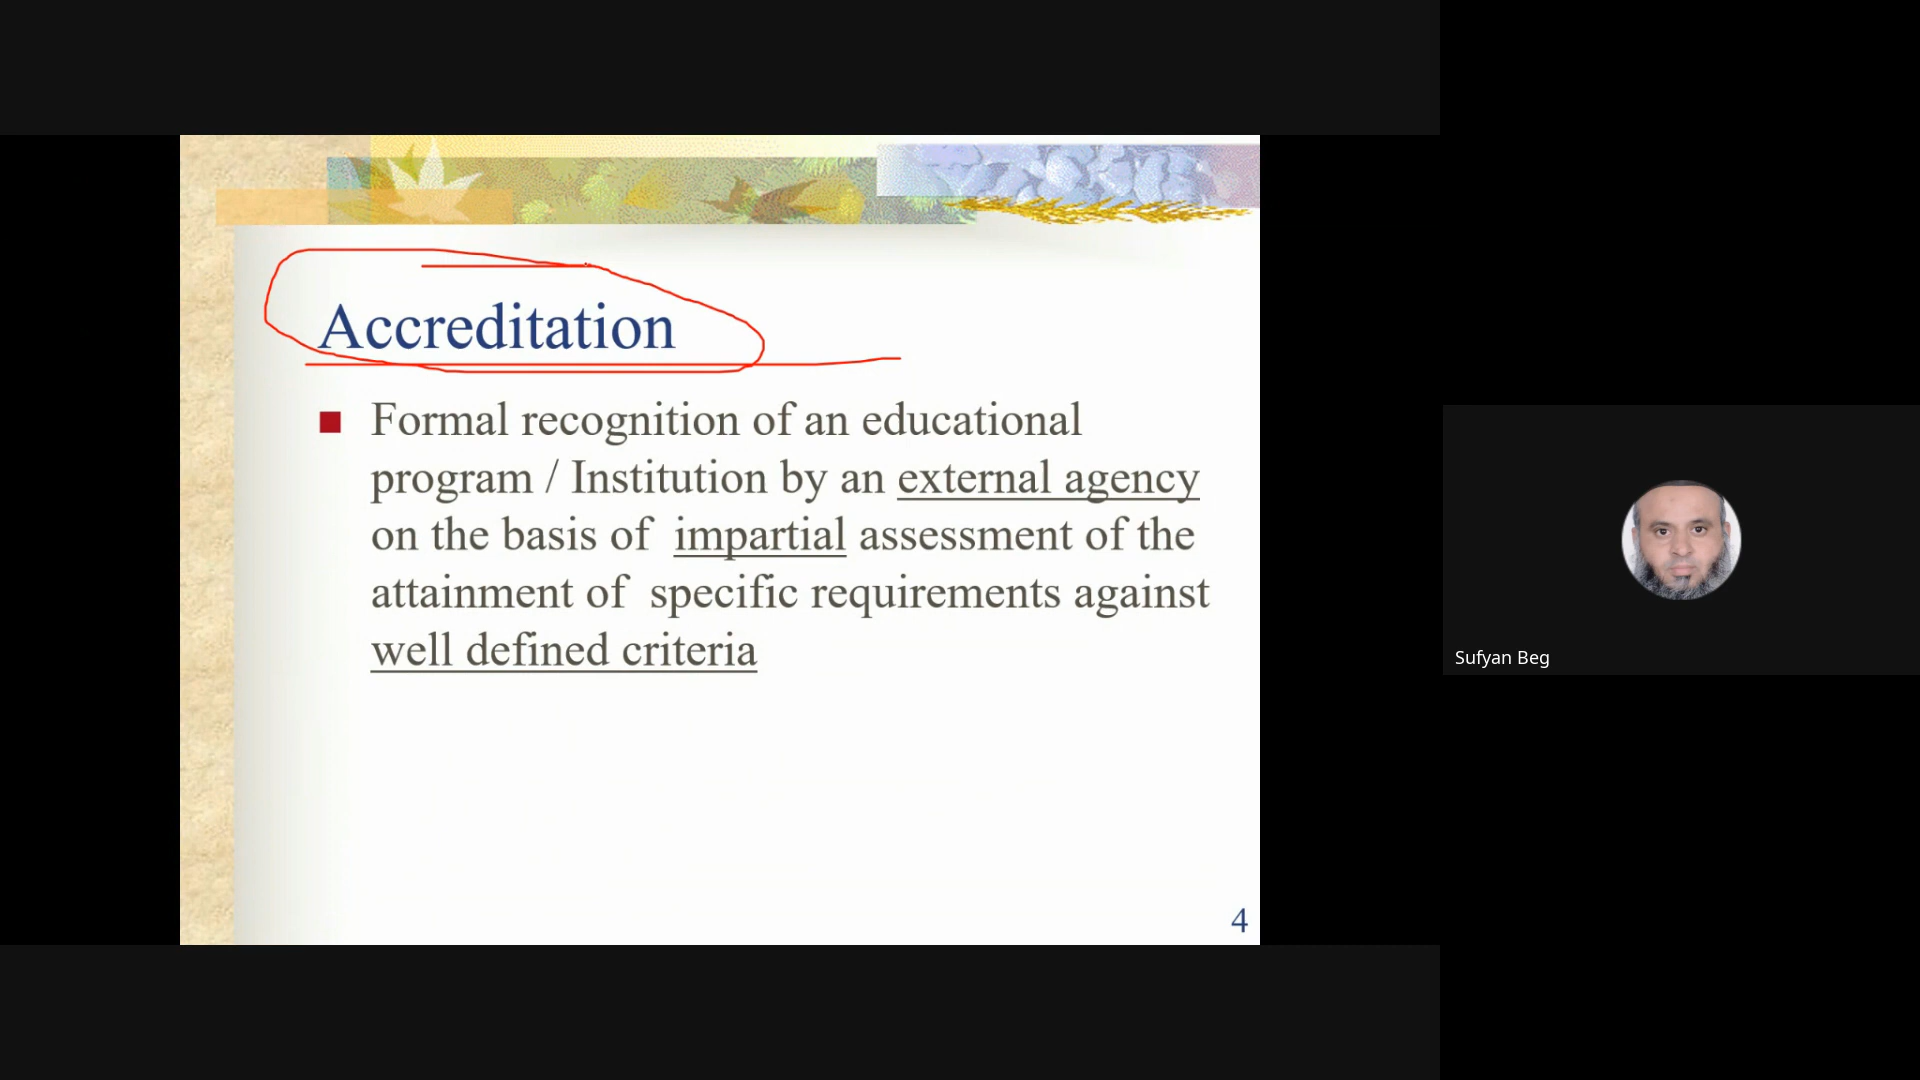 Accreditation
Formal recognition of an educational
program / Institution by an external agency
on the basis of impartial assessment of the
attainment of specific requirements against
well defined criteria
4
Sufyan Beg